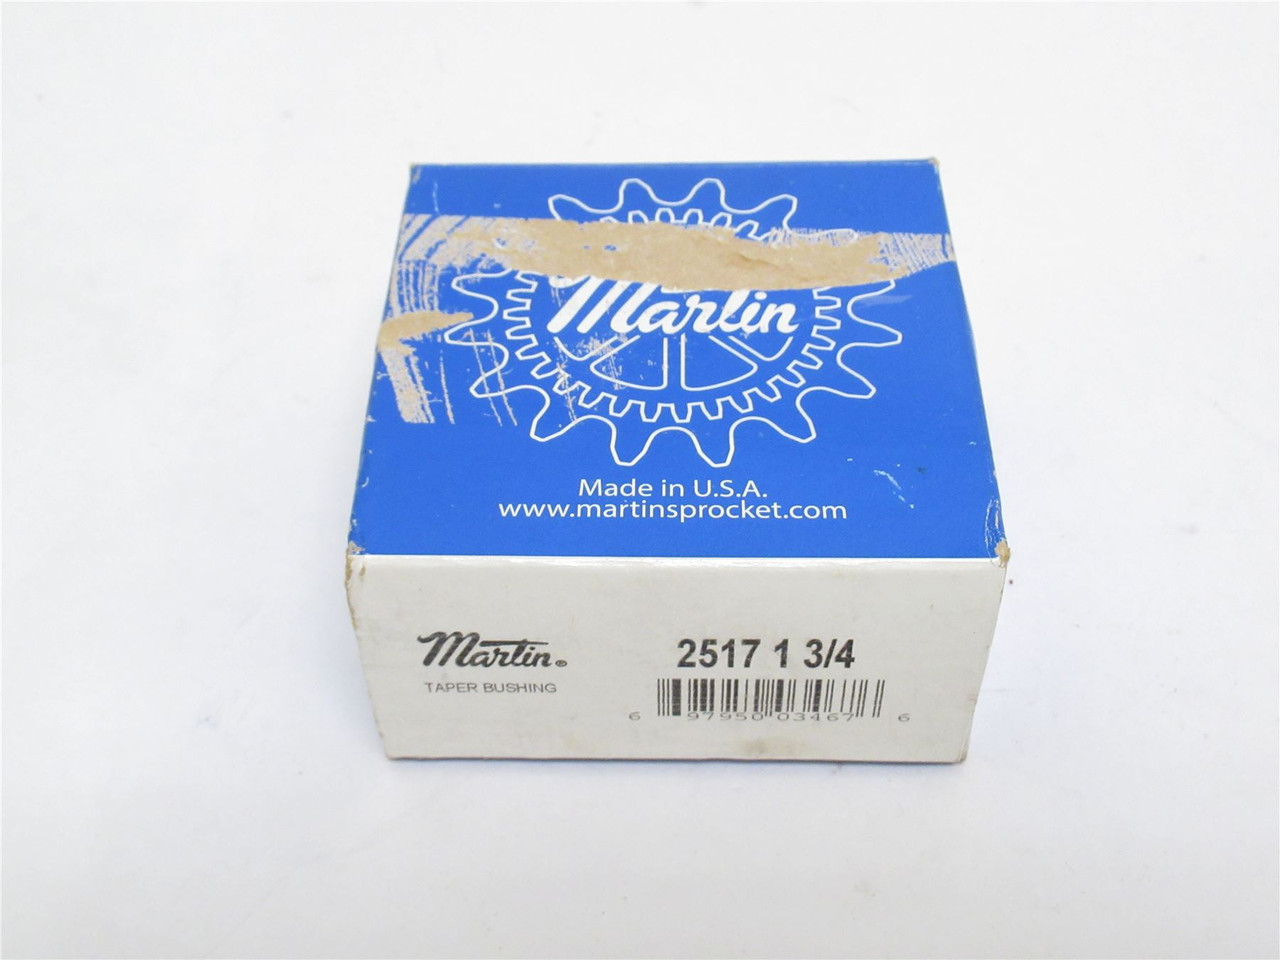 Martin
Made in U.S.A.
www.martinsprocket.com
Martin®
TAPER BUSHING
2517 1 3/4
6 97950 03467 6